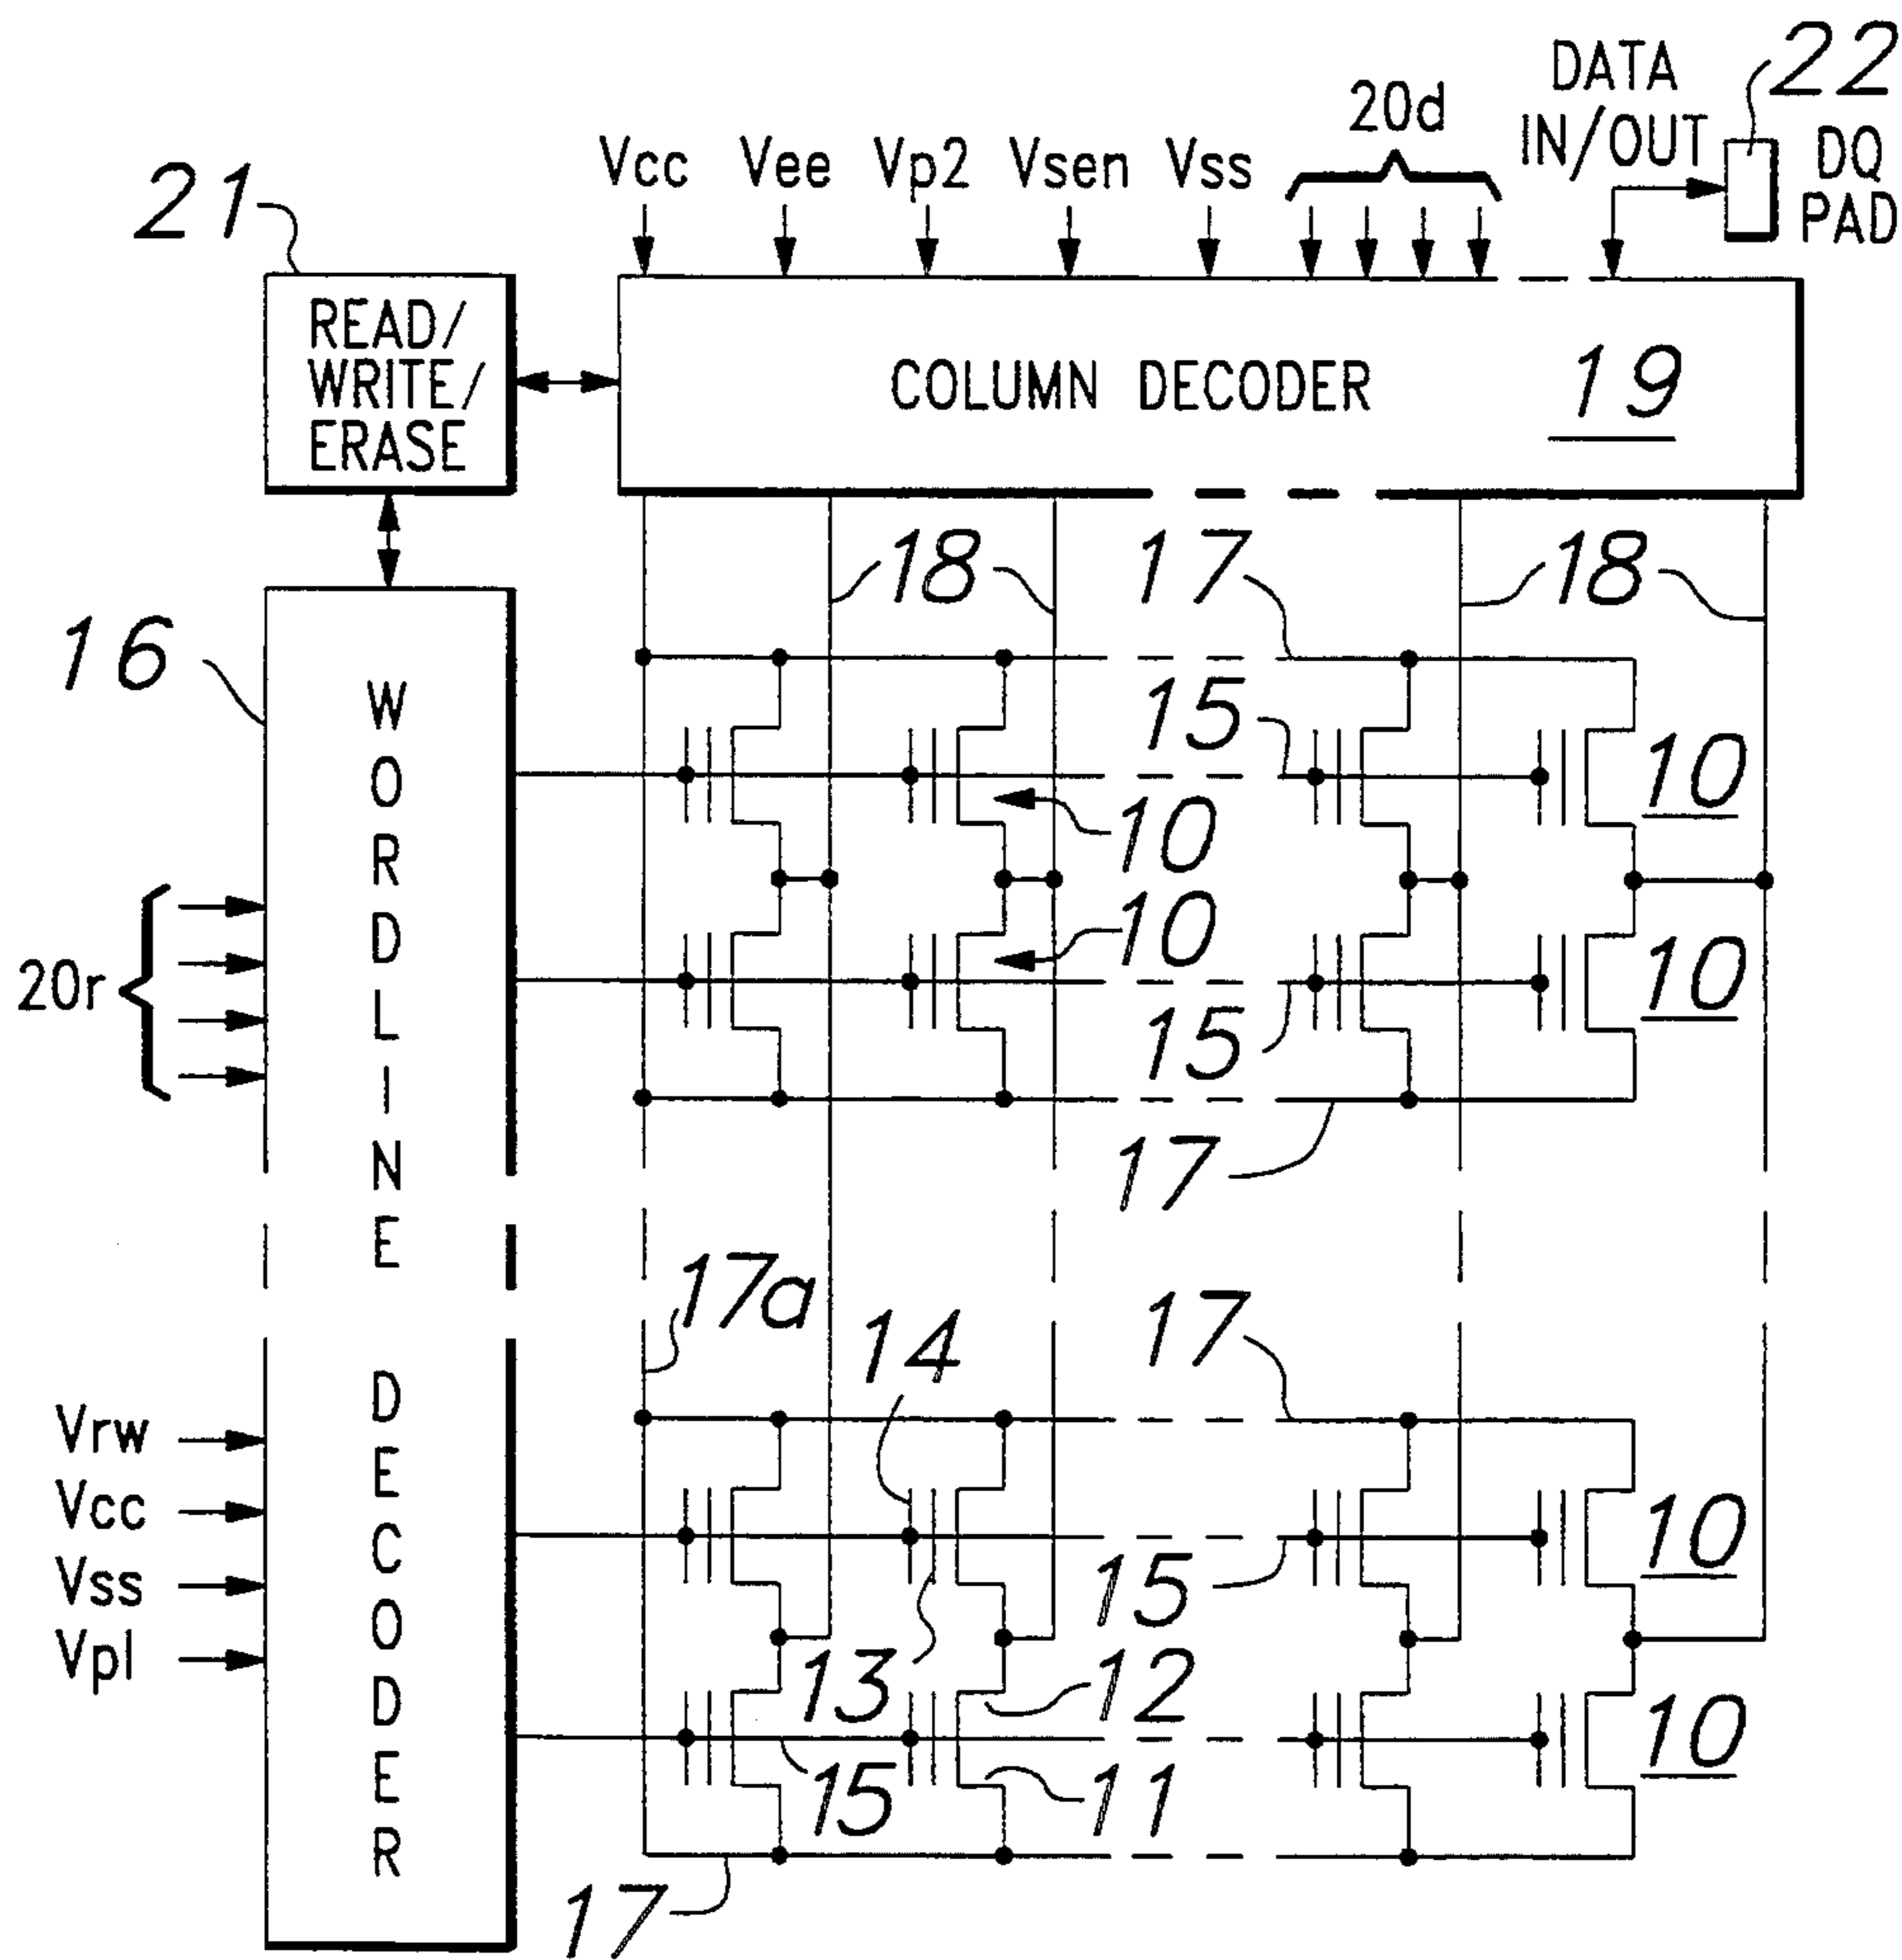 DATA
IN/OUT
22
DQ
PAD
20d
Vcc Vee Vp2 Vsen Vss
21
READ/
WRITE/
ERASE
COLUMN DECODER
19
18
17
18
16
WORDLINE DECODER
15
10
10
10
10
15
20r
17
17a
14
17
Vrw
Vcc
Vss
Vpl
15
10
13
12
15
11
10
17